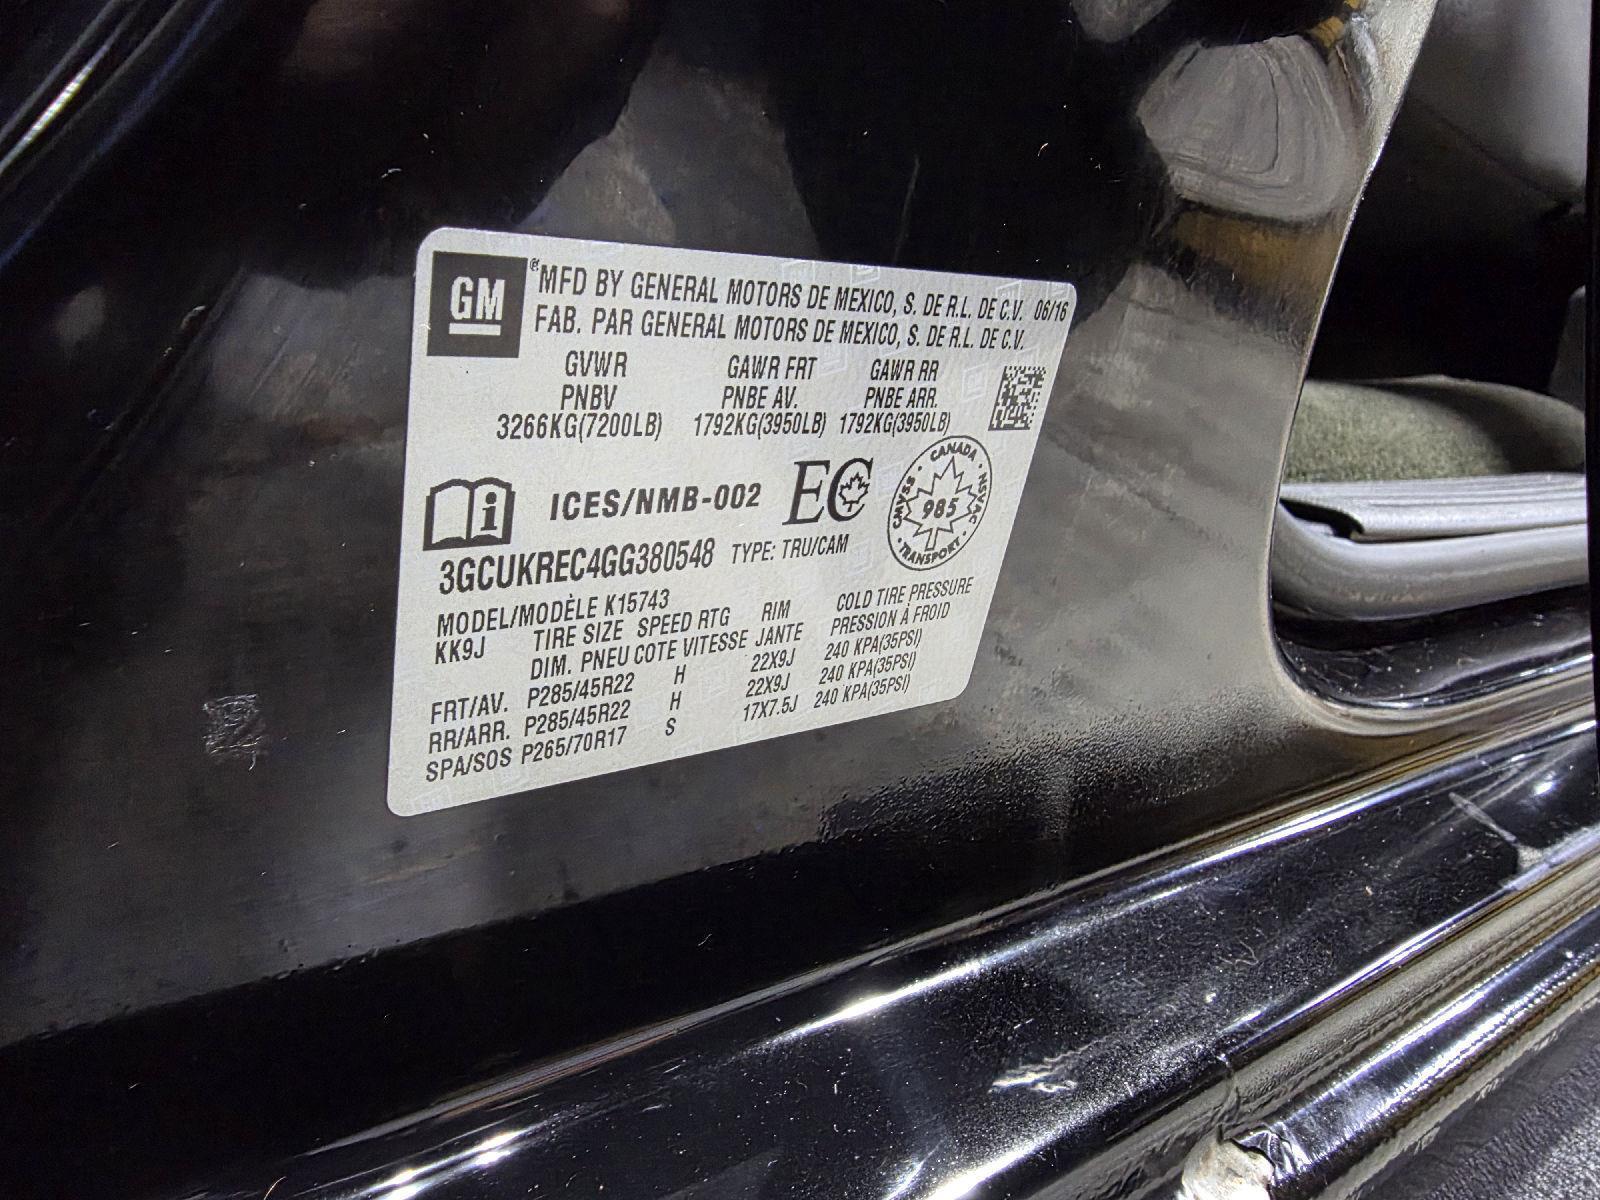 GM
® MFD BY GENERAL MOTORS DE MEXICO, S. DE R.L. DE C.V. 06/16
FAB. PAR GENERAL MOTORS DE MEXICO, S. DE R.L. DE C.V.
GVWR GAWR FRT GAWR RR
PNBV PNBE AV. PNBE ARR.
3266KG(7200LB) 1792KG(3950LB) 1792KG(3950LB)
i ICES/NMB-002 EC
CANADA
CMVSS 985 NSVAC
TRANSPORT
3GCUKREC4GG380548 TYPE: TRU/CAM
MODEL/MODÈLE K15743
KK9J TIRE SIZE SPEED RTG RIM COLD TIRE PRESSURE
DIM. PNEU COTE VITESSE JANTE PRESSION À FROID
FRT/AV. P285/45R22 H 22X9J 240 KPA(35PSI)
RR/ARR. P285/45R22 H 22X9J 240 KPA(35PSI)
SPA/SOS P265/70R17 S 17X7.5J 240 KPA(35PSI)